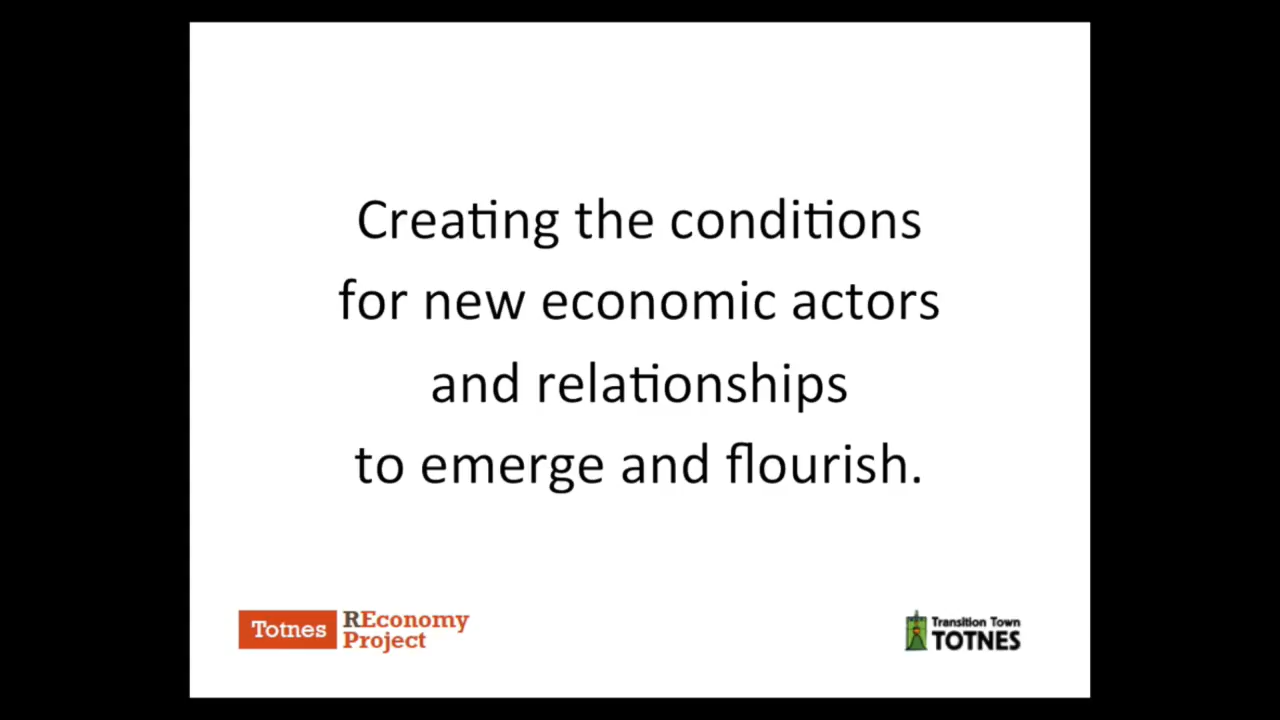 Creating the conditions
for new economic actors
and relationships
to emerge and flourish.
Totnes
REconomy
Project
Transition Town
TOTNES